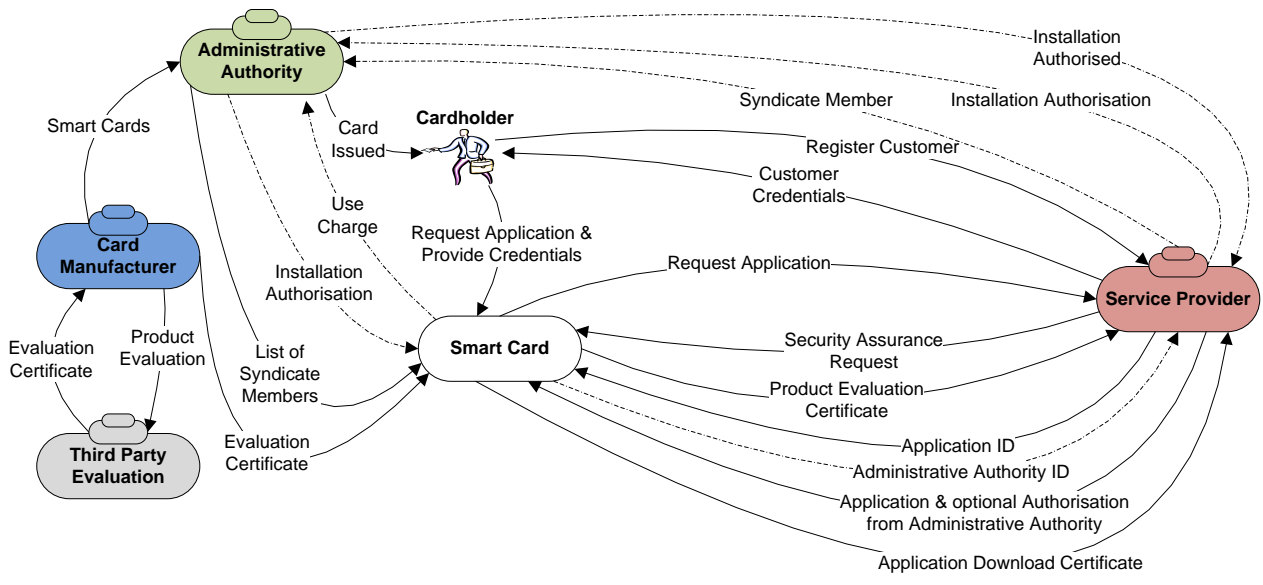 Administrative
Authority
Installation
Authorised
Syndicate Member
Installation Authorisation
Smart Cards
Card
Issued
Cardholder
Register Customer
Customer
Credentials
Use
Charge
Request Application &
Provide Credentials
Card
Manufacturer
Installation
Authorisation
Request Application
Service Provider
Evaluation
Certificate
Product
Evaluation
List of
Syndicate
Members
Smart Card
Security Assurance
Request
Product Evaluation
Certificate
Third Party
Evaluation
Evaluation
Certificate
Application ID
Administrative Authority ID
Application & optional Authorisation
from Administrative Authority
Application Download Certificate